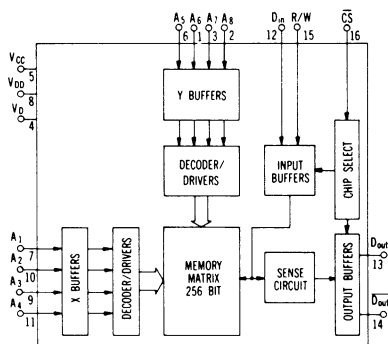 A5 A6 A7 A8 Din R/W CS
6 1 3 2 12 15 16
VCC
5
VDD
8
VD
4
Y BUFFERS
DECODER/
DRIVERS
INPUT
BUFFERS
CHIP SELECT
A1
7
A2
10
A3
9
A4
11
X BUFFERS
DECODER/DRIVERS
MEMORY
MATRIX
256 BIT
SENSE
CIRCUIT
OUTPUT BUFFERS
Dout
13
Dout
14